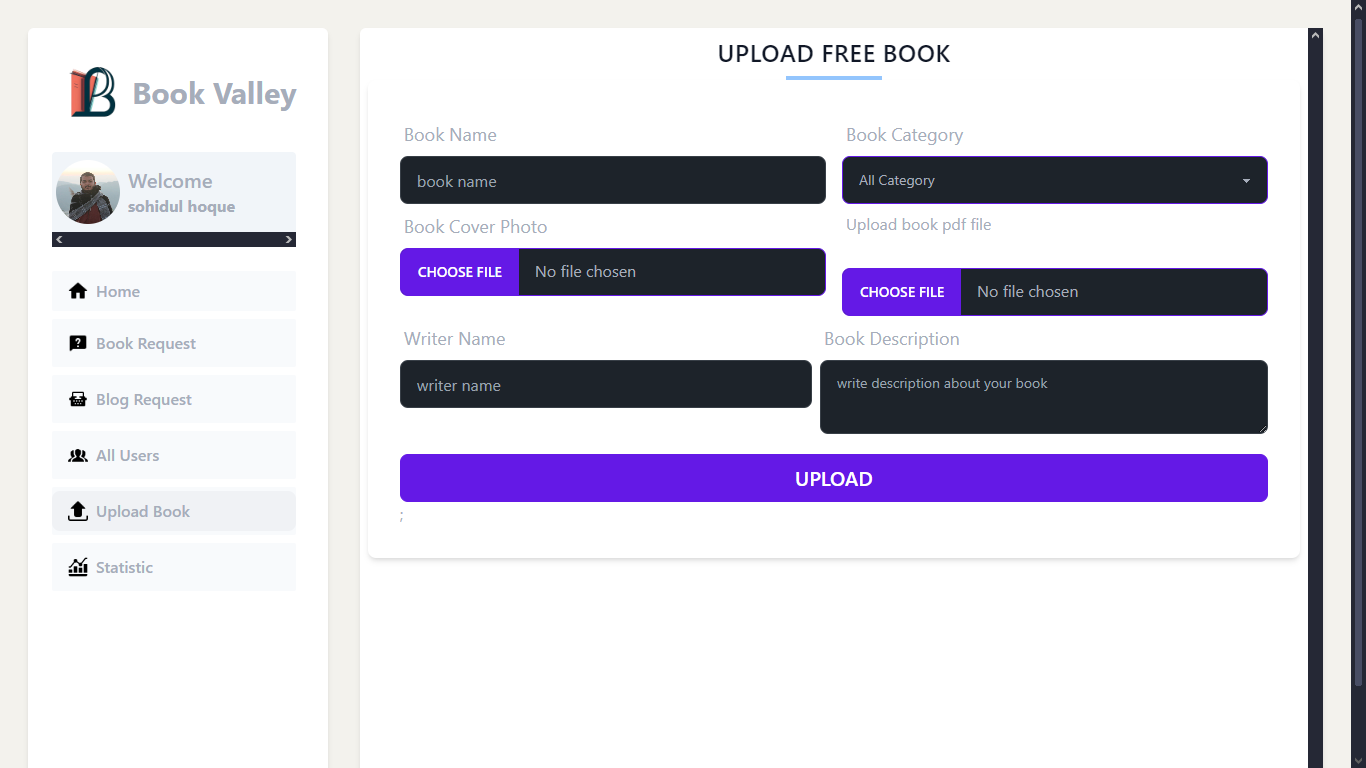 Book Valley
Welcome
sohidul hoque
Home
Book Request
Blog Request
All Users
Upload Book
Statistic
UPLOAD FREE BOOK
Book Name
Book Category
book name
All Category
Book Cover Photo
Upload book pdf file
CHOOSE FILE No file chosen
CHOOSE FILE No file chosen
Writer Name
Book Description
writer name
write description about your book
UPLOAD
;